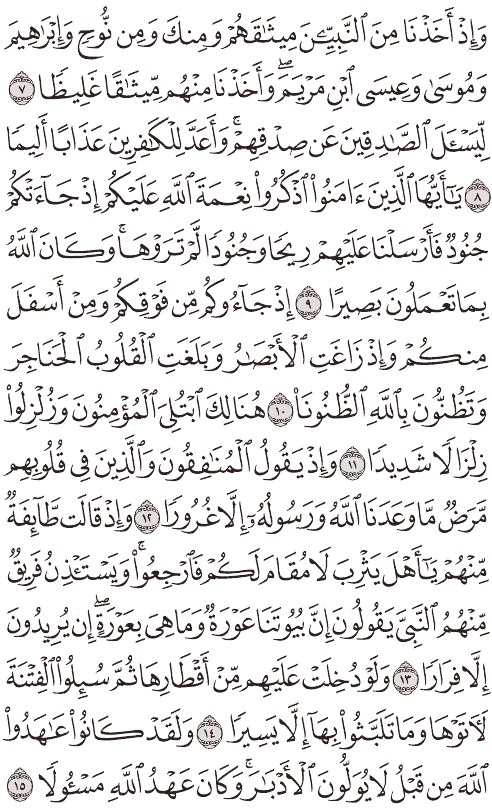 وَإِذْ أَخَذْنَا مِنَ ٱلنَّبِيِّـۧنَ مِيثَٰقَهُمْ وَمِنكَ وَمِن نُّوحٍ وَإِبْرَٰهِيمَ
وَمُوسَىٰ وَعِيسَى ٱبْنِ مَرْيَمَۖ وَأَخَذْنَا مِنْهُم مِّيثَٰقًا غَلِيظًا ٧
لِّيَسْـَٔلَ ٱلصَّٰدِقِينَ عَن صِدْقِهِمْۚ وَأَعَدَّ لِلْكَٰفِرِينَ عَذَابًا أَلِيمًا
٨ يَٰٓأَيُّهَا ٱلَّذِينَ ءَامَنُوا۟ ٱذْكُرُوا۟ نِعْمَةَ ٱللَّهِ عَلَيْكُمْ إِذْ جَآءَتْكُمْ
جُنُودٌ فَأَرْسَلْنَا عَلَيْهِمْ رِيحًا وَجُنُودًا لَّمْ تَرَوْهَاۚ وَكَانَ ٱللَّهُ
بِمَا تَعْمَلُونَ بَصِيرًا ٩ إِذْ جَآءُوكُم مِّن فَوْقِكُمْ وَمِنْ أَسْفَلَ
مِنكُمْ وَإِذْ زَاغَتِ ٱلْأَبْصَٰرُ وَبَلَغَتِ ٱلْقُلُوبُ ٱلْحَنَاجِرَ
وَتَظُنُّونَ بِٱللَّهِ ٱلظُّنُونَا۠ ١٠ هُنَالِكَ ٱبْتُلِىَ ٱلْمُؤْمِنُونَ وَزُلْزِلُوا۟
زِلْزَالًا شَدِيدًا ١١ وَإِذْ يَقُولُ ٱلْمُنَٰفِقُونَ وَٱلَّذِينَ فِى قُلُوبِهِم
مَّرَضٌ مَّا وَعَدَنَا ٱللَّهُ وَرَسُولُهُۥٓ إِلَّا غُرُورًا ١٢ وَإِذْ قَالَت طَّآئِفَةٌ
مِّنْهُمْ يَٰٓأَهْلَ يَثْرِبَ لَا مُقَامَ لَكُمْ فَٱرْجِعُوا۟ۚ وَيَسْتَـْٔذِنُ فَرِيقٌ
مِّنْهُمُ ٱلنَّبِىَّ يَقُولُونَ إِنَّ بُيُوتَنَا عَوْرَةٌ وَمَا هِىَ بِعَوْرَةٍۖ إِن يُرِيدُونَ
إِلَّا فِرَارًا ١٣ وَلَوْ دُخِلَتْ عَلَيْهِم مِّنْ أَقْطَارِهَا ثُمَّ سُئِلُوا۟ ٱلْفِتْنَةَ
لَـَٔاتَوْهَا وَمَا تَلَبَّثُوا۟ بِهَآ إِلَّا يَسِيرًا ١٤ وَلَقَدْ كَانُوا۟ عَٰهَدُوا۟
ٱللَّهَ مِن قَبْلُ لَا يُوَلُّونَ ٱلْأَدْبَٰرَۚ وَكَانَ عَهْدُ ٱللَّهِ مَسْـُٔولًا ١٥